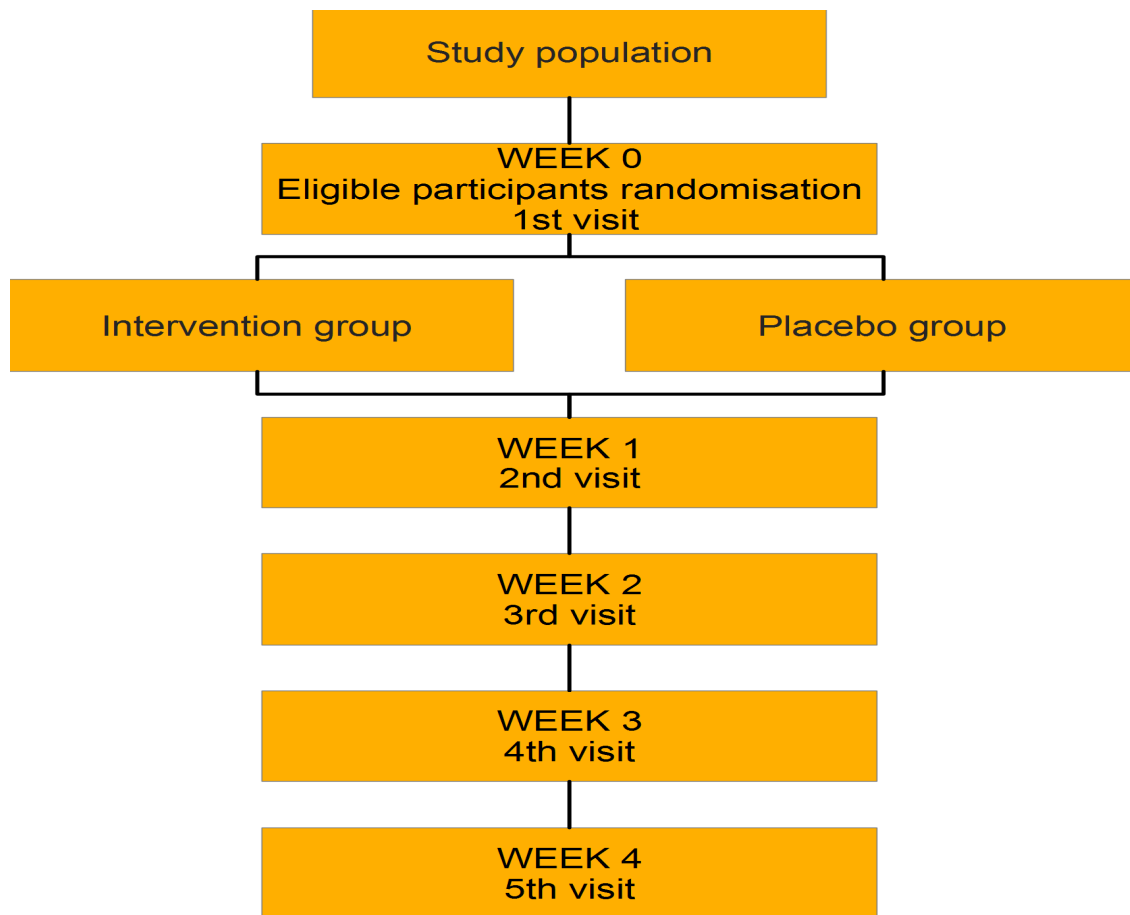 Study population
WEEK 0
Eligible participants randomisation
1st visit
Intervention group
Placebo group
WEEK 1
2nd visit
WEEK 2
3rd visit
WEEK 3
4th visit
WEEK 4
5th visit